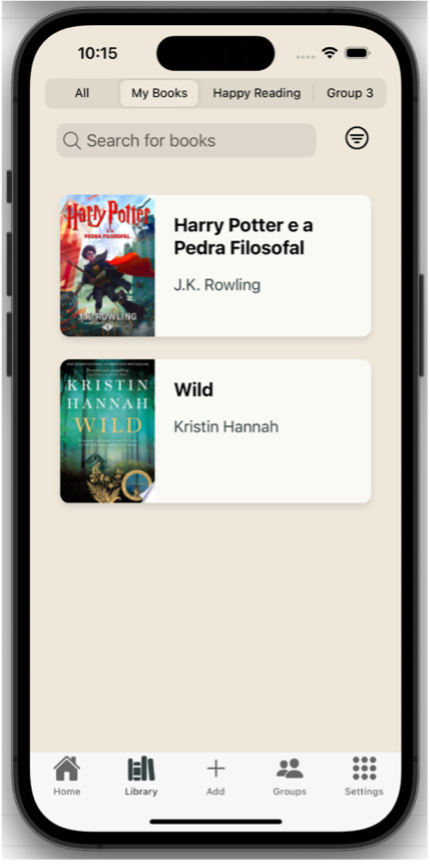 10:15
All
My Books
Happy Reading
Group 3
Search for books
Harry Potter
E A
PEDRA FILOSOFAL
J.K. ROWLING
1
Harry Potter e a
Pedra Filosofal
J.K. Rowling
KRISTIN
HANNAH
WILD
Wild
Kristin Hannah
Home
Library
Add
Groups
Settings